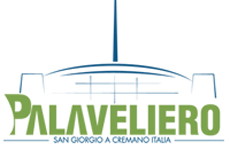 PALAVELIERO
SAN GIORGIO A CREMANO ITALIA